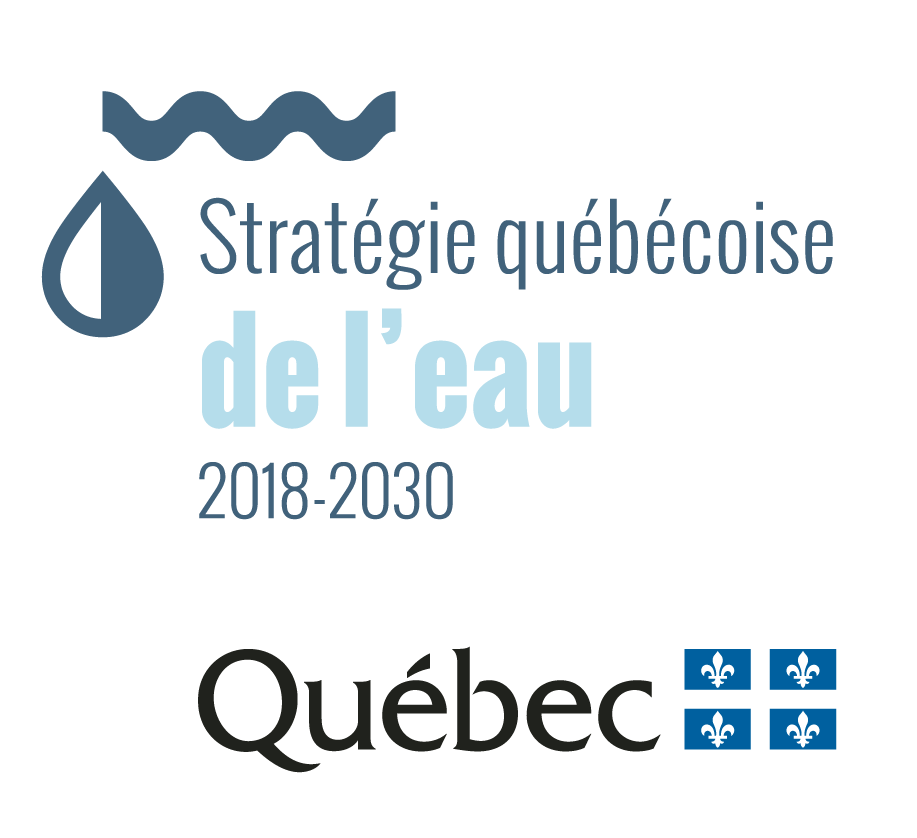 Stratégie québécoise
de l’eau
2018-2030
Québec